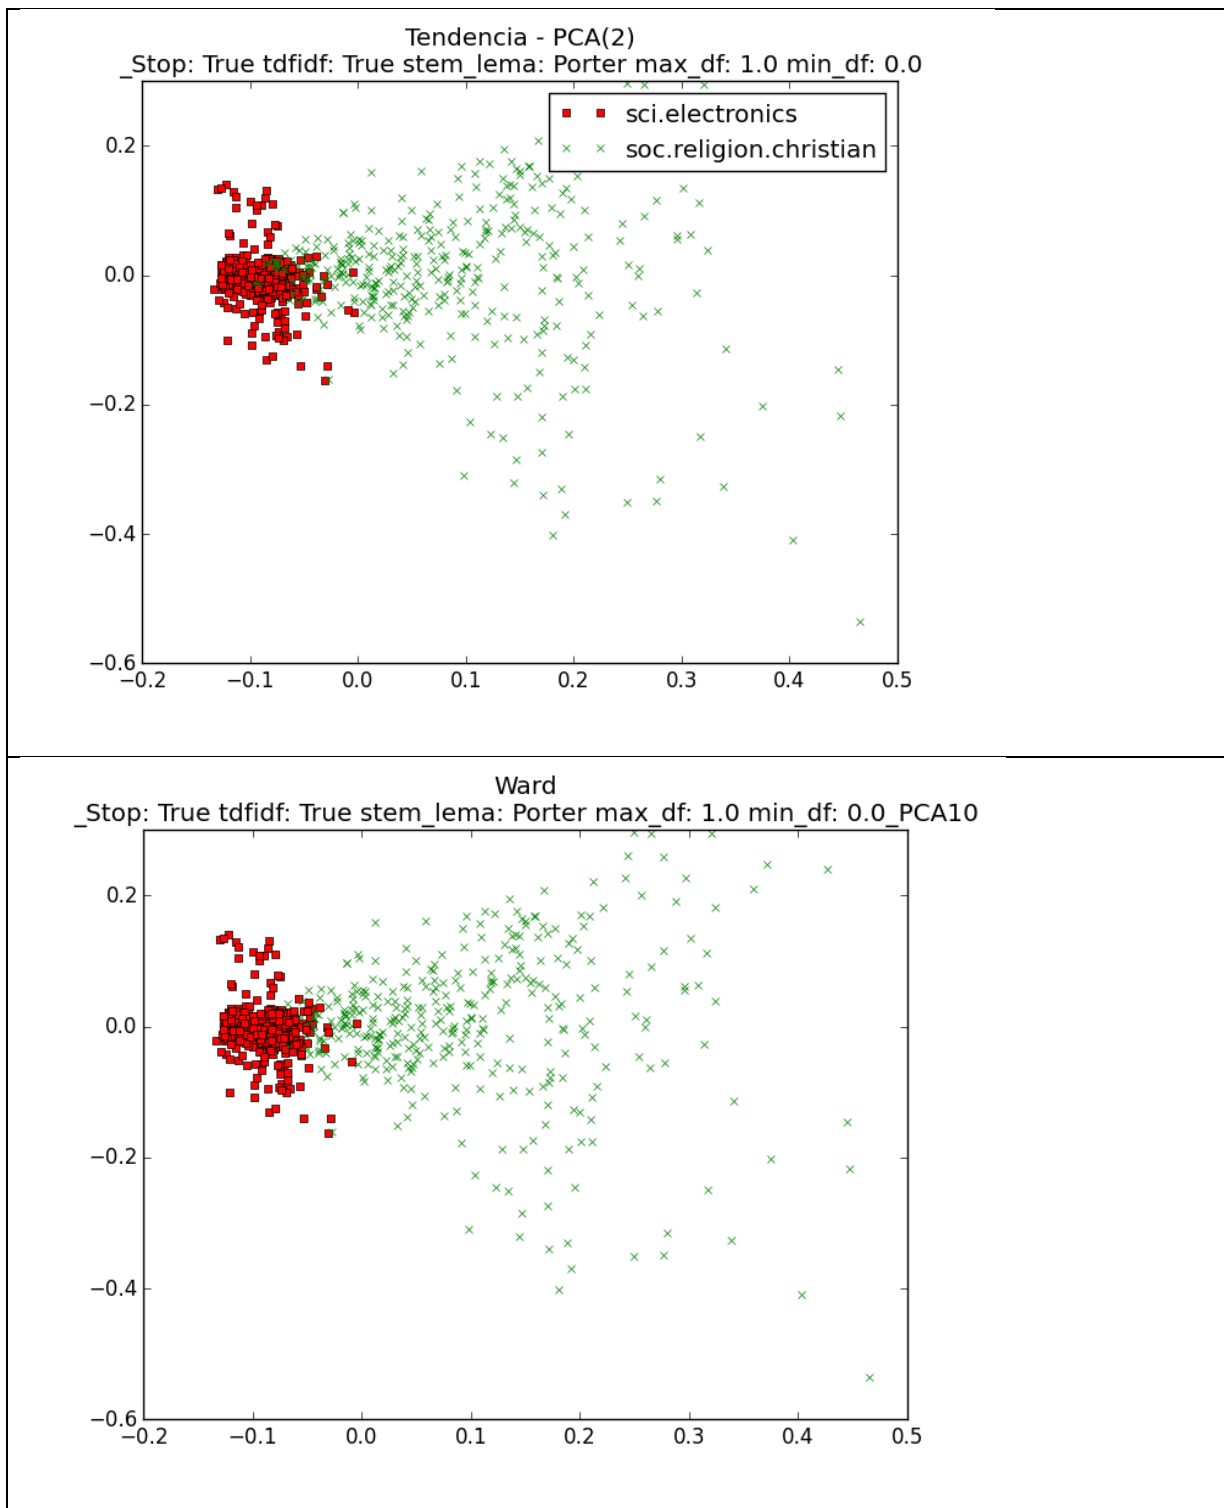 Tendencia - PCA(2)
_Stop: True tdfidf: True stem_lema: Porter max_df: 1.0 min_df: 0.0
sci.electronics
soc.religion.christian
0.2
0.0
−0.2
−0.4
−0.6
−0.2 −0.1 0.0 0.1 0.2 0.3 0.4 0.5
Ward
_Stop: True tdfidf: True stem_lema: Porter max_df: 1.0 min_df: 0.0_PCA10
0.2
0.0
−0.2
−0.4
−0.6
−0.2 −0.1 0.0 0.1 0.2 0.3 0.4 0.5